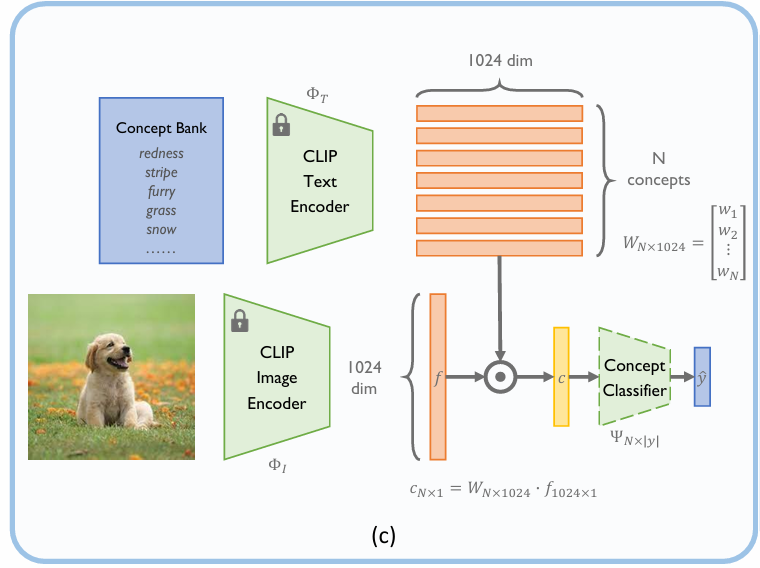 1024 dim
Φ_T
Concept Bank
redness
stripe
furry
grass
snow
......
CLIP
Text
Encoder
N
concepts
W_{N×1024} = [w_1 w_2 ⋮ w_N]
CLIP
Image
Encoder
Φ_I
1024
dim
f
c
Concept
Classifier
ŷ
Ψ_{N×|y|}
c_{N×1} = W_{N×1024} · f_{1024×1}
(c)